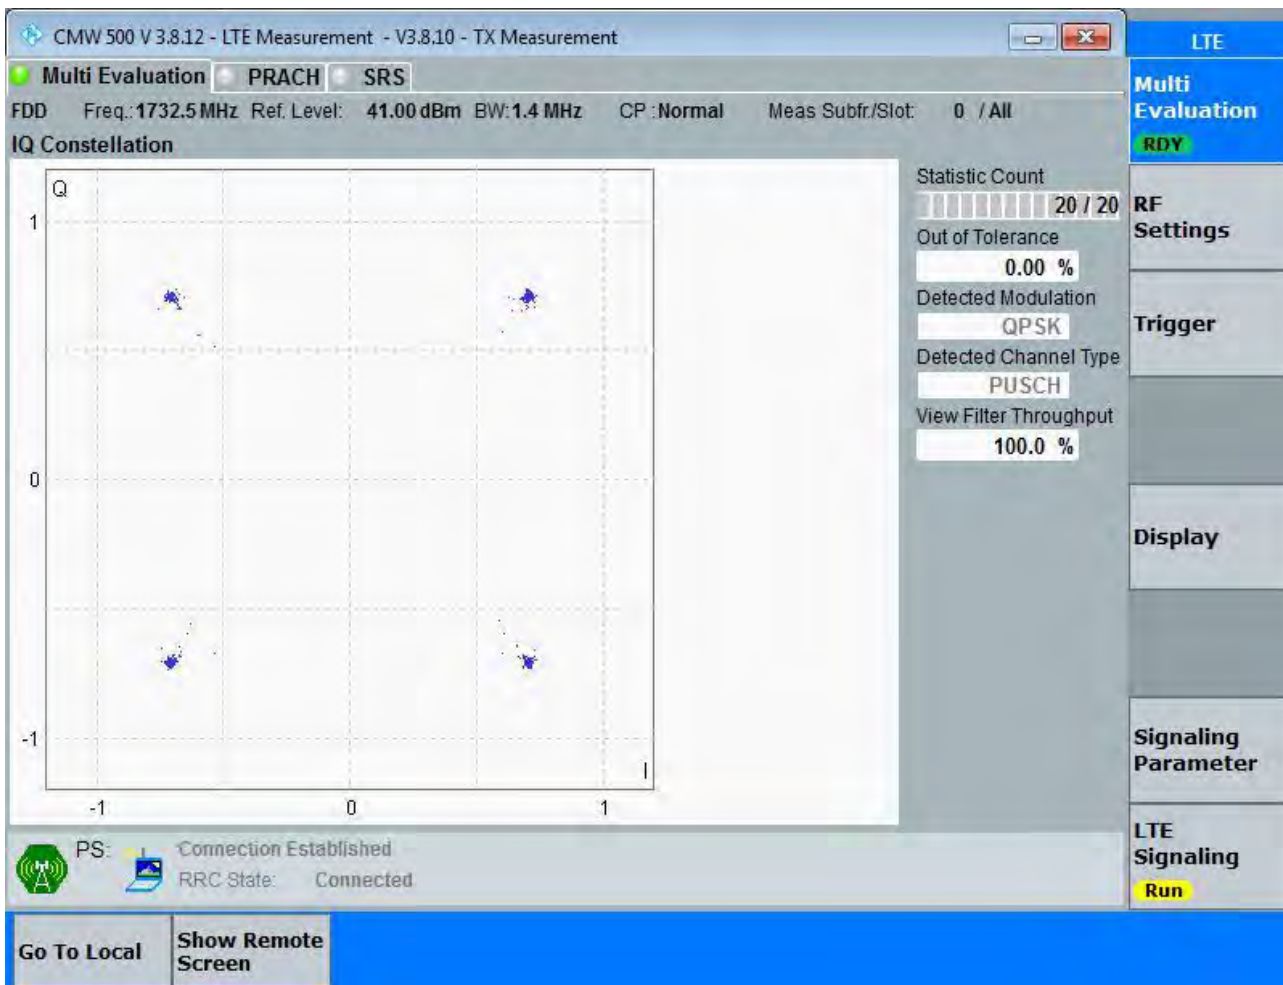 CMW 500 V 3.8.12 - LTE Measurement - V3.8.10 - TX Measurement
LTE
Multi Evaluation PRACH SRS
FDD Freq.: 1732.5 MHz Ref. Level: 41.00 dBm BW: 1.4 MHz CP : Normal Meas Subfr./Slot: 0 / All
IQ Constellation
Q
1
0
-1
I
-1 0 1
Statistic Count
20 / 20
Out of Tolerance
0.00 %
Detected Modulation
QPSK
Detected Channel Type
PUSCH
View Filter Throughput
100.0 %
Multi
Evaluation
RDY
RF
Settings
Trigger
Display
Signaling
Parameter
LTE
Signaling
Run
PS: Connection Established
RRC State: Connected
Go To Local
Show Remote
Screen